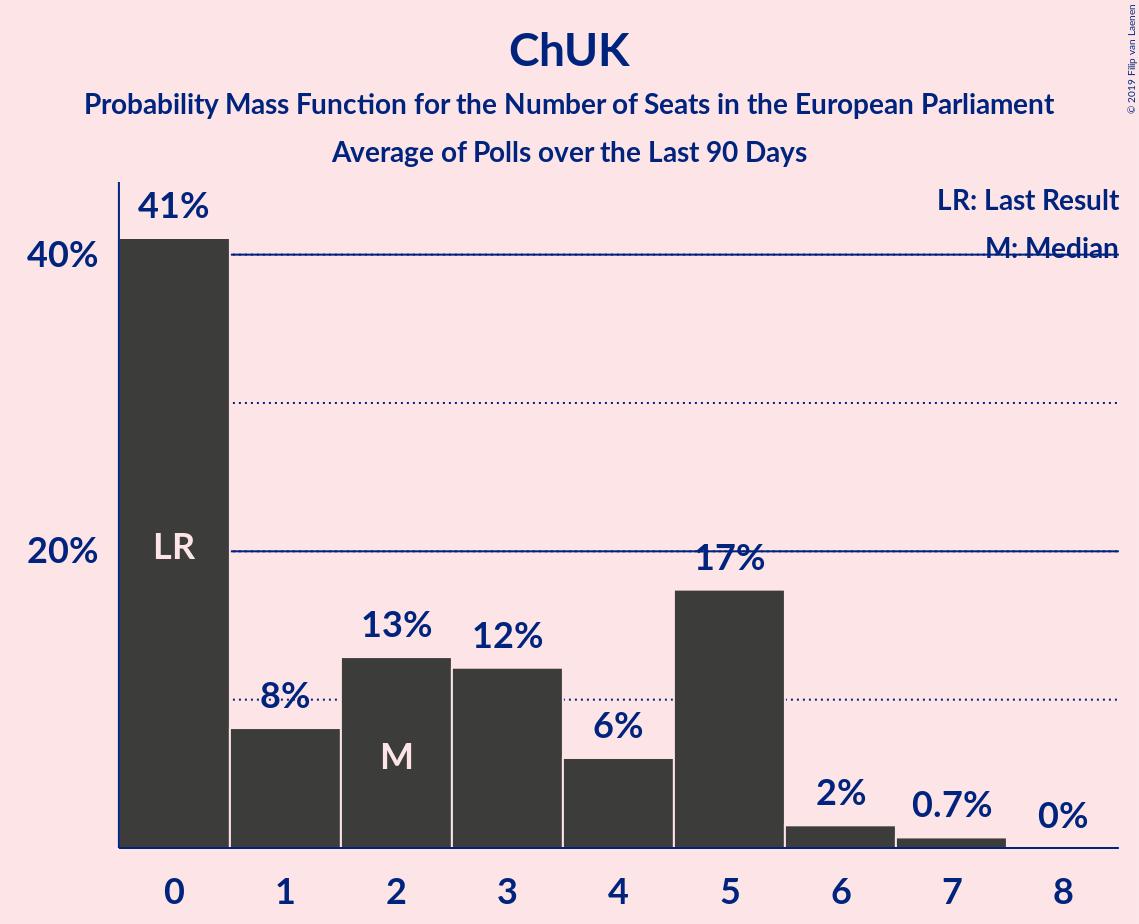 ChUK
Probability Mass Function for the Number of Seats in the European Parliament
Average of Polls over the Last 90 Days
© 2019 Filip van Laenen
LR: Last Result
M: Median
41%
40%
LR
20%
17%
13%
12%
8%
6%
M
2%
0.7%
0%
0 1 2 3 4 5 6 7 8